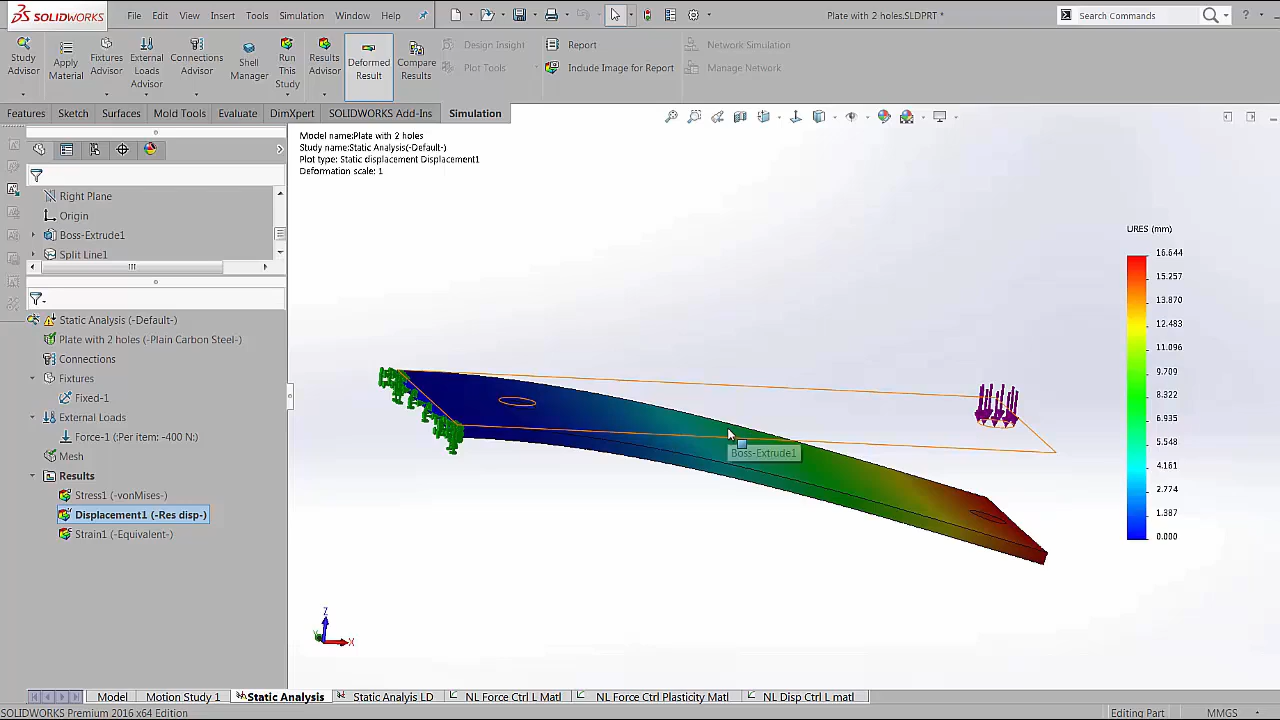 SOLIDWORKS File Edit View Insert Tools Simulation Window Help Plate with 2 holes.SLDPRT * Search Commands ?
Study Advisor
Apply Material
Fixtures Advisor
External Loads Advisor
Connections Advisor
Shell Manager
Run This Study
Results Advisor
Deformed Result
Compare Results
Design Insight
Plot Tools
Report
Include Image for Report
Network Simulation
Manage Network
Features Sketch Surfaces Mold Tools Evaluate DimXpert SOLIDWORKS Add-Ins Simulation
Model name:Plate with 2 holes
Study name:Static Analysis(-Default-)
Plot type: Static displacement Displacement1
Deformation scale: 1
Right Plane
Origin
Boss-Extrude1
Split Line1
Static Analysis (-Default-)
Plate with 2 holes (-Plain Carbon Steel-)
Connections
Fixtures
Fixed-1
External Loads
Force-1 (:Per item: -400 N:)
Mesh
Results
Stress1 (-vonMises-)
Displacement1 (-Res disp-)
Strain1 (-Equivalent-)
Boss-Extrude1
URES (mm)
16.644
15.257
13.870
12.483
11.096
9.709
8.322
6.935
5.548
4.161
2.774
1.387
0.000
Z
Y
X
Model Motion Study 1 Static Analysis Static Analyis LD NL Force Ctrl L Matl NL Force Ctrl Plasticity Matl NL Disp Ctrl L matl
SOLIDWORKS Premium 2016 x64 Edition Editing Part MMGS